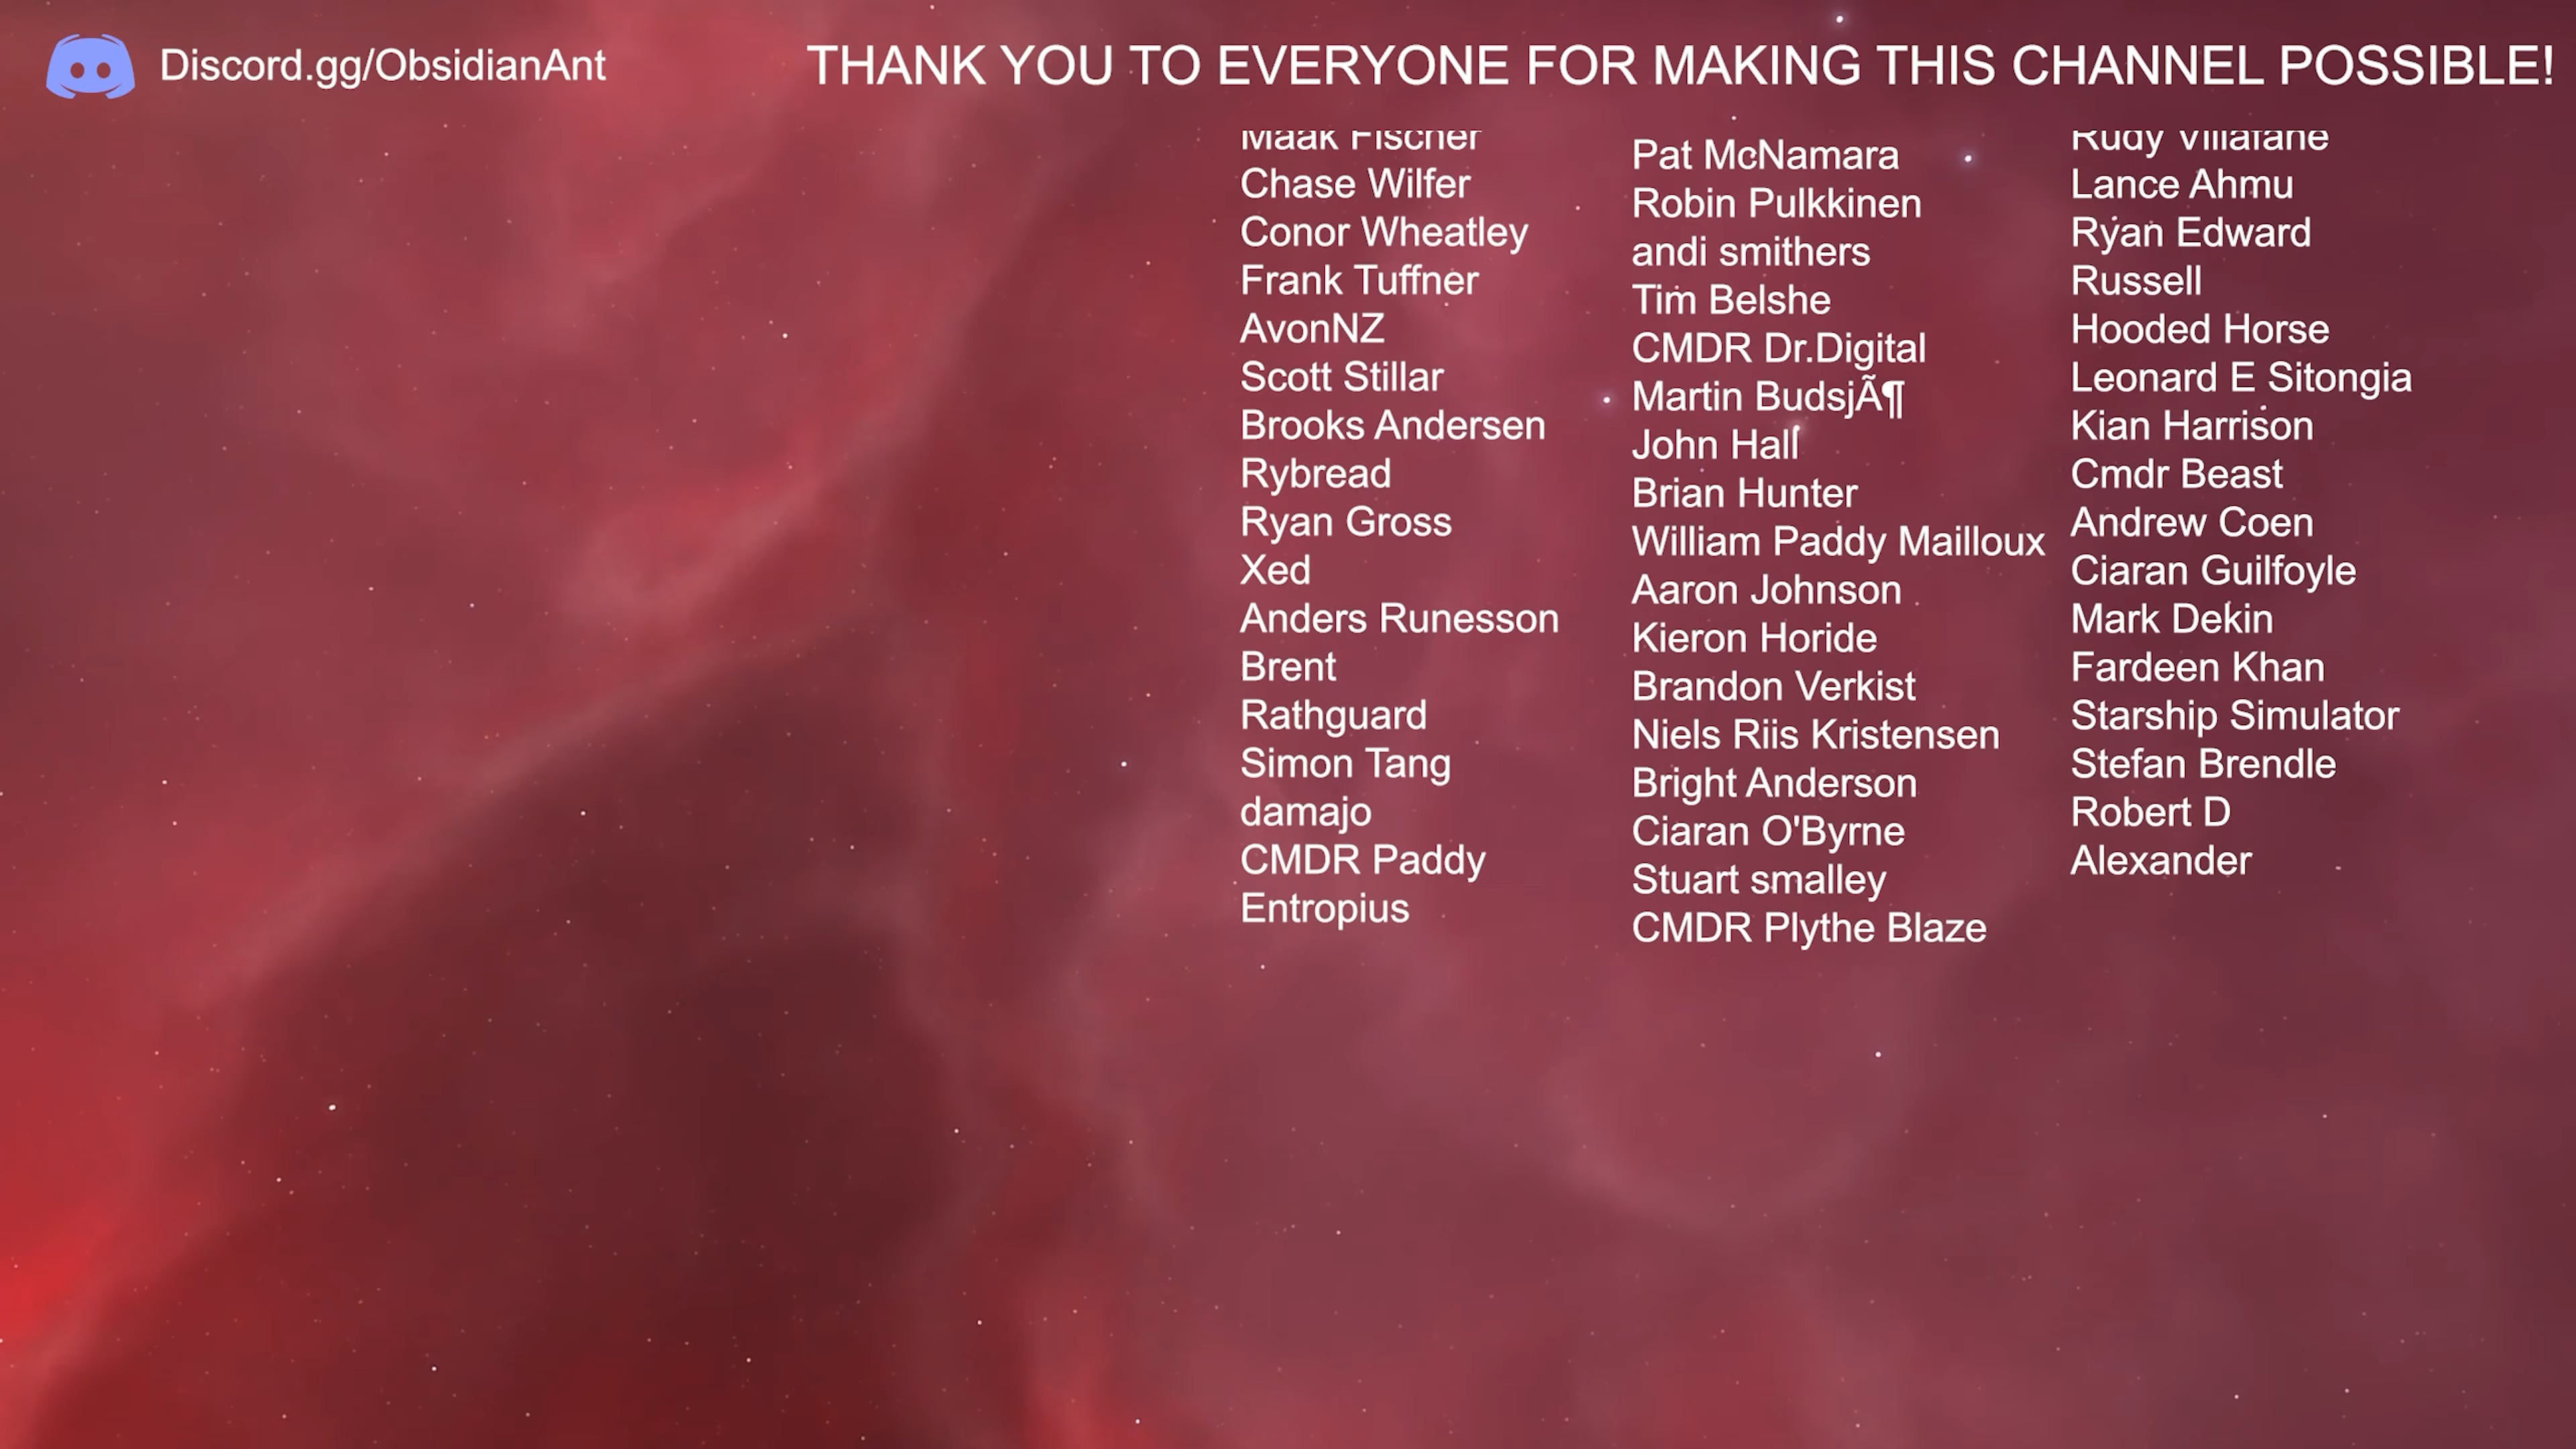 Discord.gg/ObsidianAnt
THANK YOU TO EVERYONE FOR MAKING THIS CHANNEL POSSIBLE!
Maak Fischer
Chase Wilfer
Conor Wheatley
Frank Tuffner
AvonNZ
Scott Stillar
Brooks Andersen
Rybread
Ryan Gross
Xed
Anders Runesson
Brent
Rathguard
Simon Tang
damajo
CMDR Paddy
Entropius
Pat McNamara
Robin Pulkkinen
andi smithers
Tim Belshe
CMDR Dr.Digital
Martin BudsjÃ¶
John Hall
Brian Hunter
William Paddy Mailloux
Aaron Johnson
Kieron Horide
Brandon Verkist
Niels Riis Kristensen
Bright Anderson
Ciaran O'Byrne
Stuart smalley
CMDR Plythe Blaze
Rudy Villafane
Lance Ahmu
Ryan Edward
Russell
Hooded Horse
Leonard E Sitongia
Kian Harrison
Cmdr Beast
Andrew Coen
Ciaran Guilfoyle
Mark Dekin
Fardeen Khan
Starship Simulator
Stefan Brendle
Robert D
Alexander